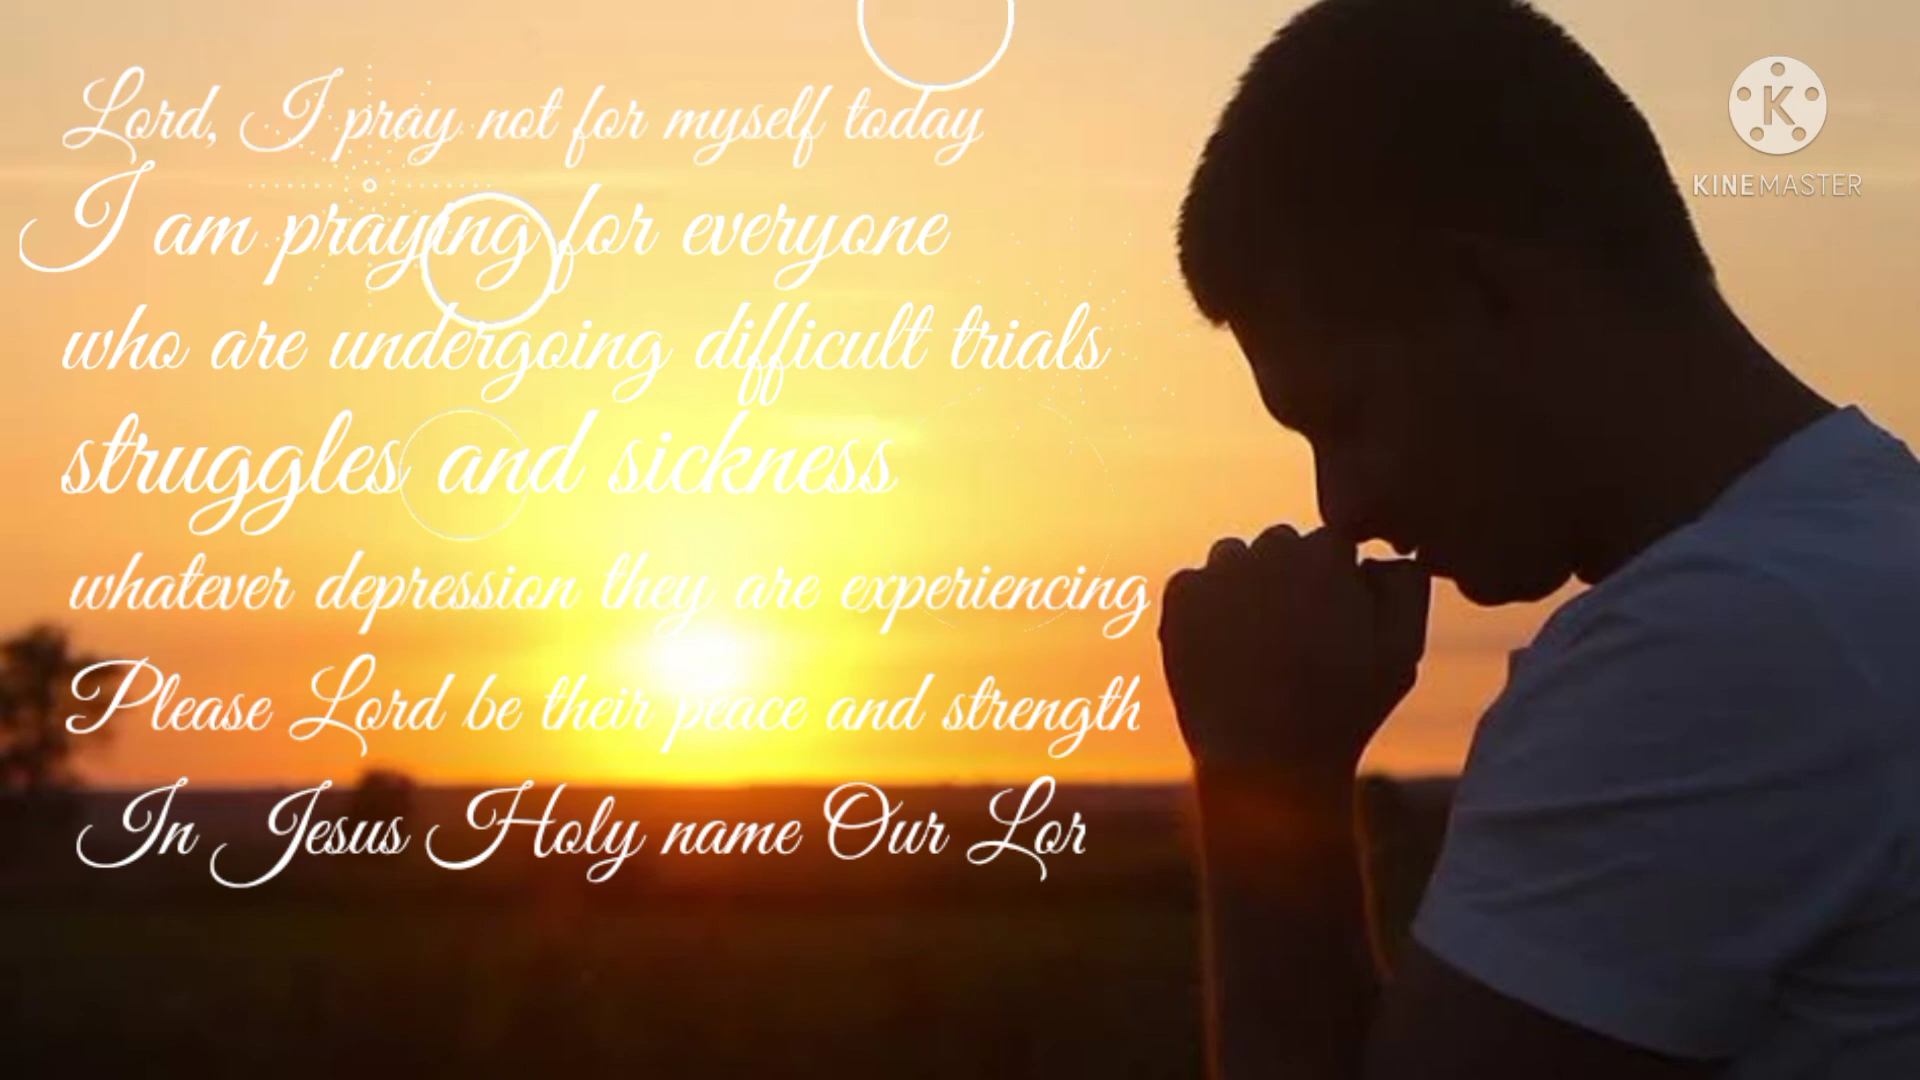 Lord, I pray not for myself today
I am praying for everyone
who are undergoing difficult trials
struggles and sickness
whatever depression they are experiencing
Please Lord be their peace and strength
In Jesus Holy name Our Lor
K
KINEMASTER